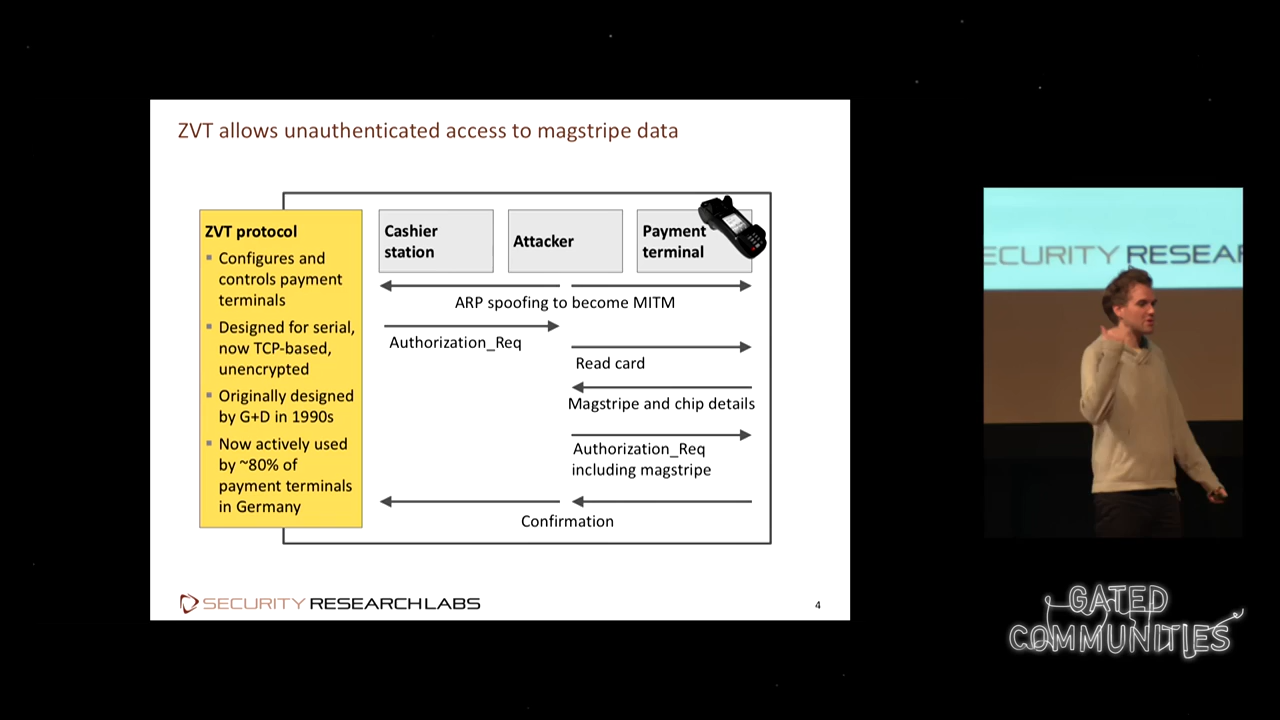 ZVT allows unauthenticated access to magstripe data
ZVT protocol
▪ Configures and
controls payment
terminals
▪ Designed for serial,
now TCP-based,
unencrypted
▪ Originally designed
by G+D in 1990s
▪ Now actively used
by ~80% of
payment terminals
in Germany
Cashier
station
Attacker
Payment
terminal
ARP spoofing to become MITM
Authorization_Req
Read card
Magstripe and chip details
Authorization_Req
including magstripe
Confirmation
SECURITY RESEARCHLABS
4
ECURITY RESEAR
GATED
COMMUNITIES